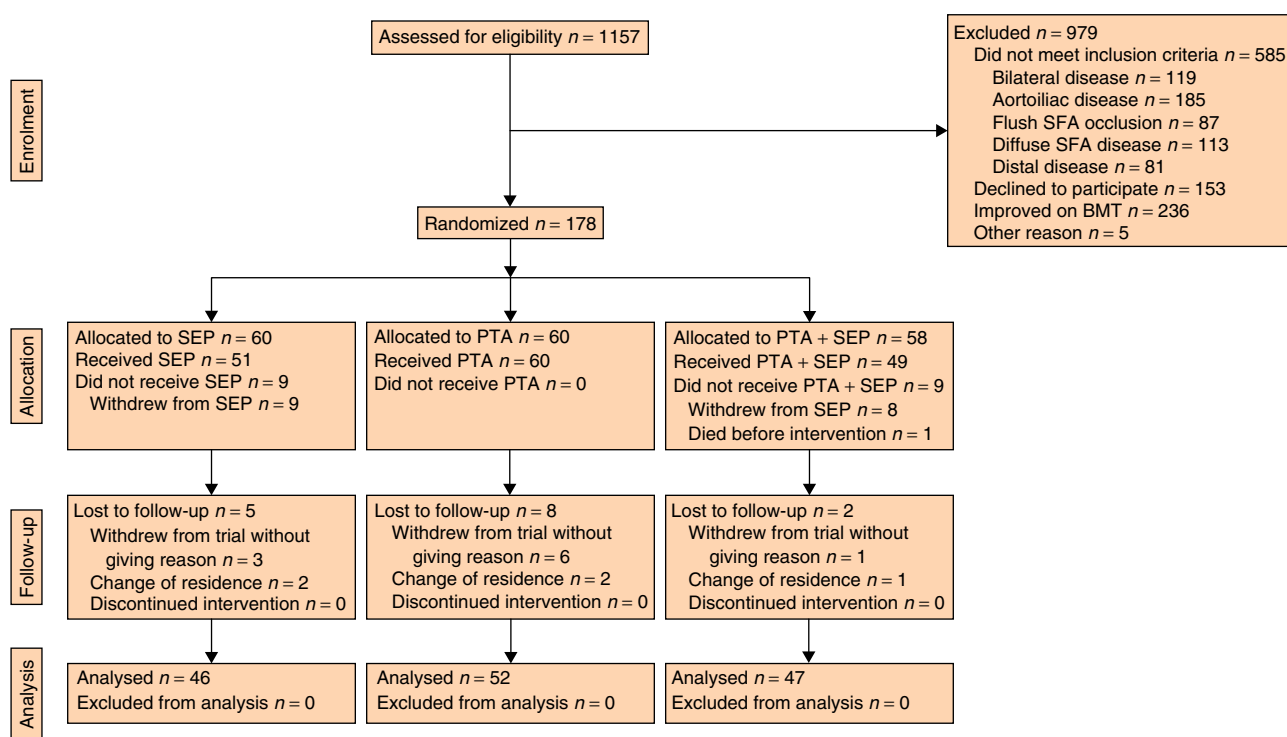 Assessed for eligibility n = 1157
Excluded n = 979
Did not meet inclusion criteria n = 585
Bilateral disease n = 119
Aortoiliac disease n = 185
Flush SFA occlusion n = 87
Diffuse SFA disease n = 113
Distal disease n = 81
Declined to participate n = 153
Improved on BMT n = 236
Other reason n = 5
Enrolment
Randomized n = 178
Allocation
Allocated to SEP n = 60
Received SEP n = 51
Did not receive SEP n = 9
Withdrew from SEP n = 9
Allocated to PTA n = 60
Received PTA n = 60
Did not receive PTA n = 0
Allocated to PTA + SEP n = 58
Received PTA + SEP n = 49
Did not receive PTA + SEP n = 9
Withdrew from SEP n = 8
Died before intervention n = 1
Follow-up
Lost to follow-up n = 5
Withdrew from trial without
giving reason n = 3
Change of residence n = 2
Discontinued intervention n = 0
Lost to follow-up n = 8
Withdrew from trial without
giving reason n = 6
Change of residence n = 2
Discontinued intervention n = 0
Lost to follow-up n = 2
Withdrew from trial without
giving reason n = 1
Change of residence n = 1
Discontinued intervention n = 0
Analysis
Analysed n = 46
Excluded from analysis n = 0
Analysed n = 52
Excluded from analysis n = 0
Analysed n = 47
Excluded from analysis n = 0